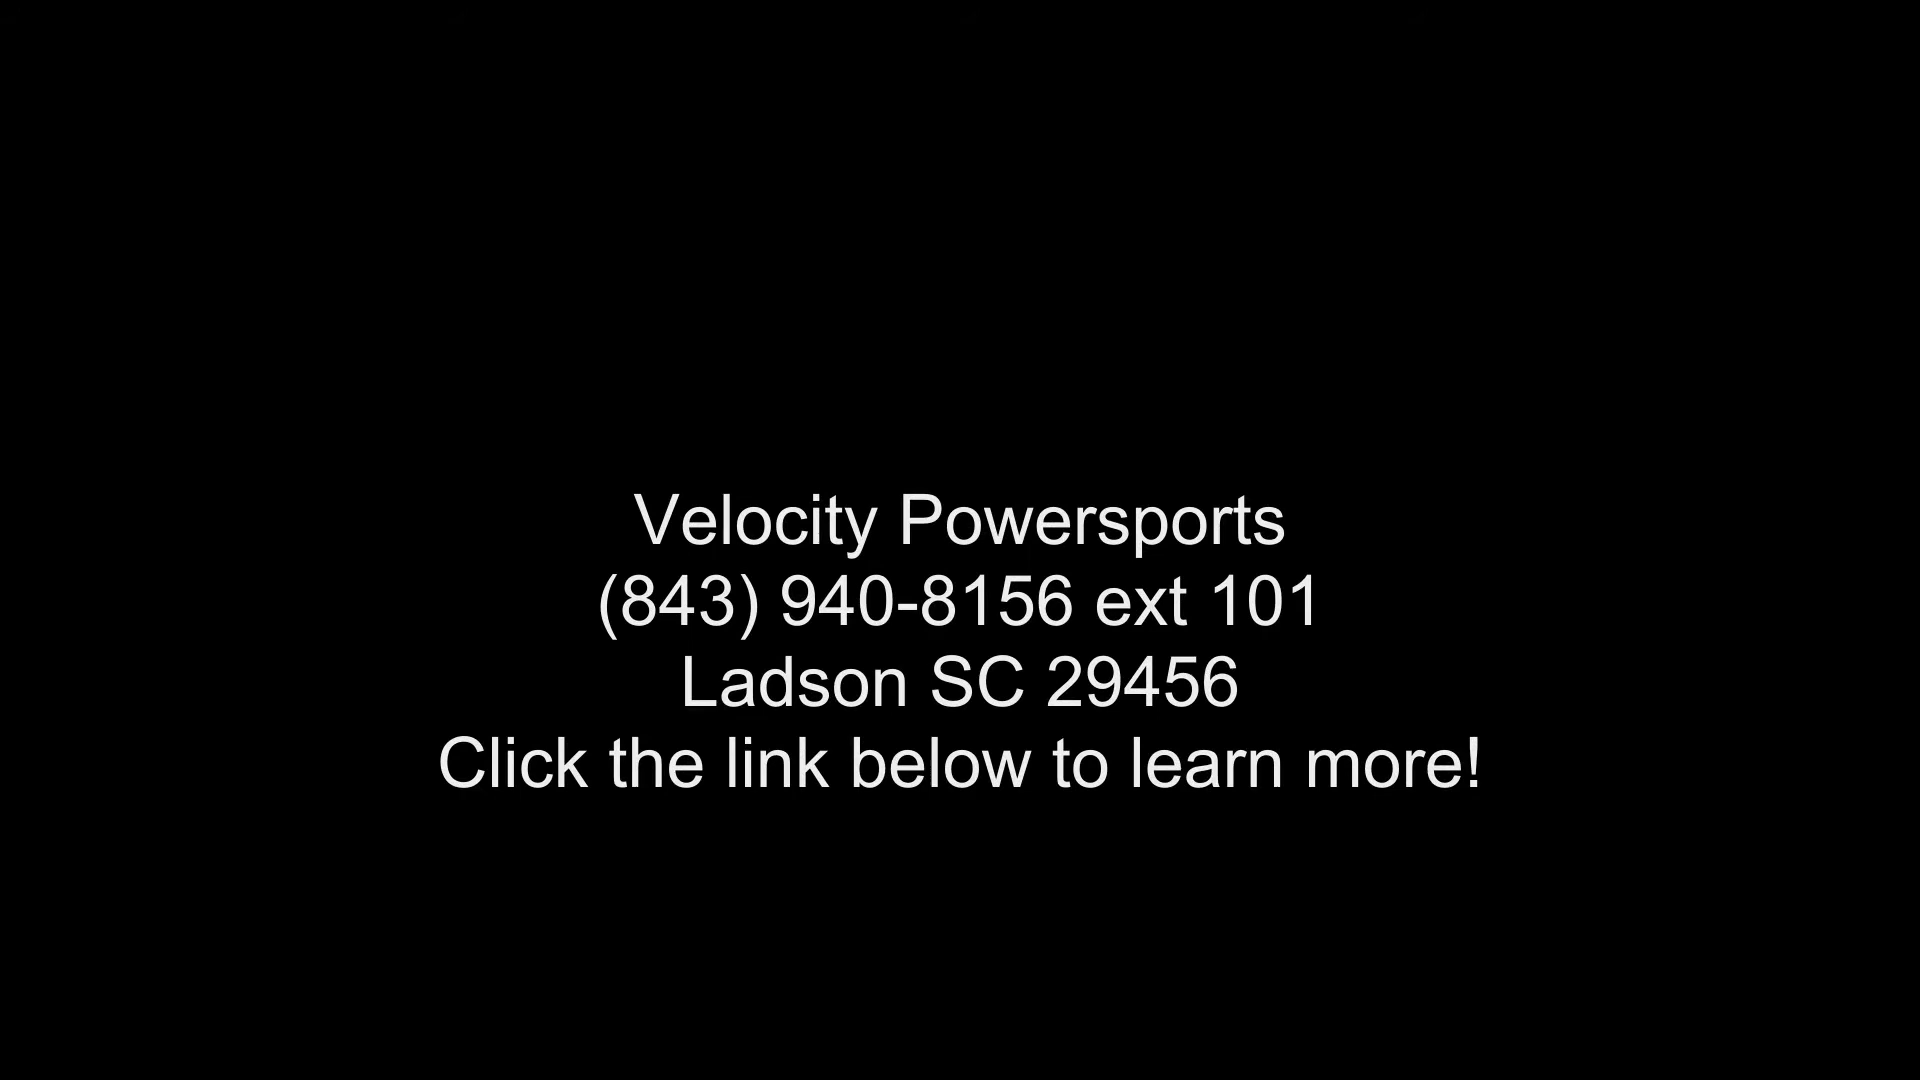 Velocity Powersports
(843) 940-8156 ext 101
Ladson SC 29456
Click the link below to learn more!